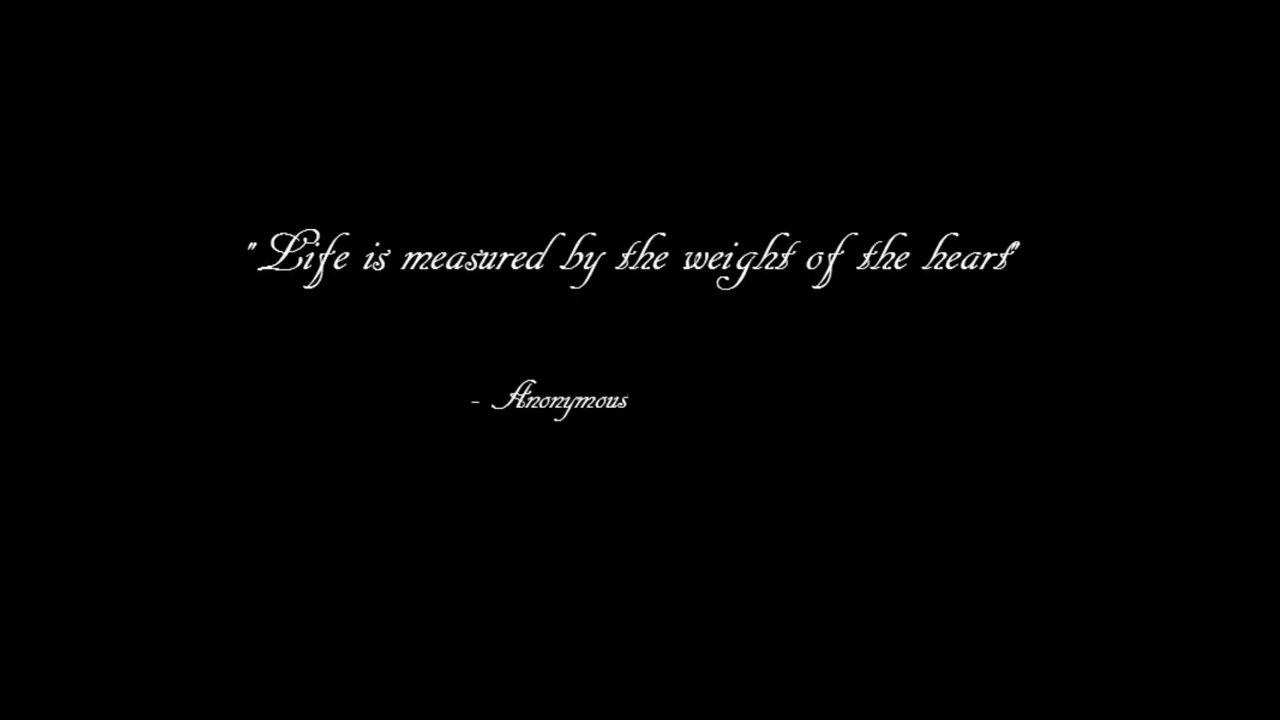 "Life is measured by the weight of the heart"
- Anonymous